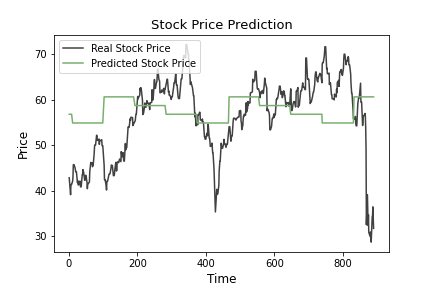 Stock Price Prediction
Real Stock Price
Predicted Stock Price
70
60
50
40
30
Price
0 200 400 600 800
Time